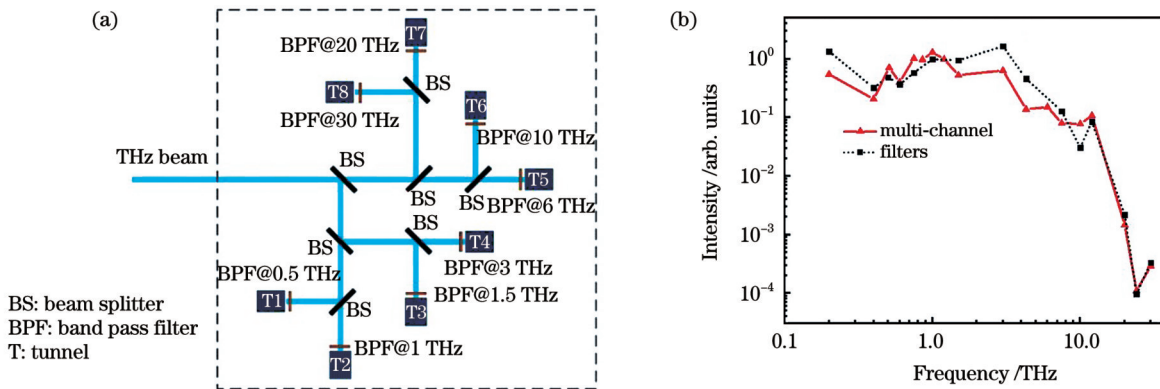 (a)
T7
BPF@20 THz
BS
T8
T6
BPF@30 THz
BPF@10 THz
THz beam
BS
T5
BS
BS
BPF@6 THz
BS
BS
T4
BPF@0.5 THz
BPF@3 THz
T1
BS
BPF@1.5 THz
T3
BPF@1 THz
T2
BS: beam splitter
BPF: band pass filter
T: tunnel
(b)
Intensity /arb. units
10⁰
10⁻¹
10⁻²
10⁻³
10⁻⁴
multi-channel
filters
0.1
1.0
10.0
Frequency /THz